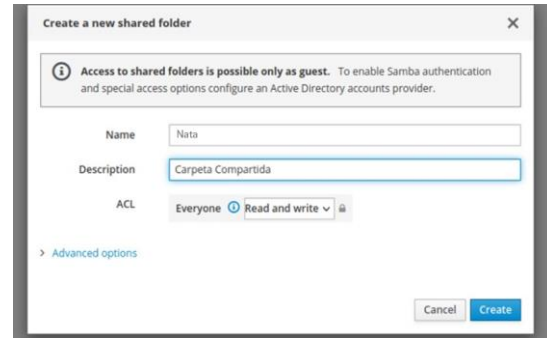 Create a new shared folder
Access to shared folders is possible only as guest. To enable Samba authentication
and special access options configure an Active Directory accounts provider.
Name Nata
Description Carpeta Compartida
ACL Everyone Read and write
Advanced options
Cancel Create